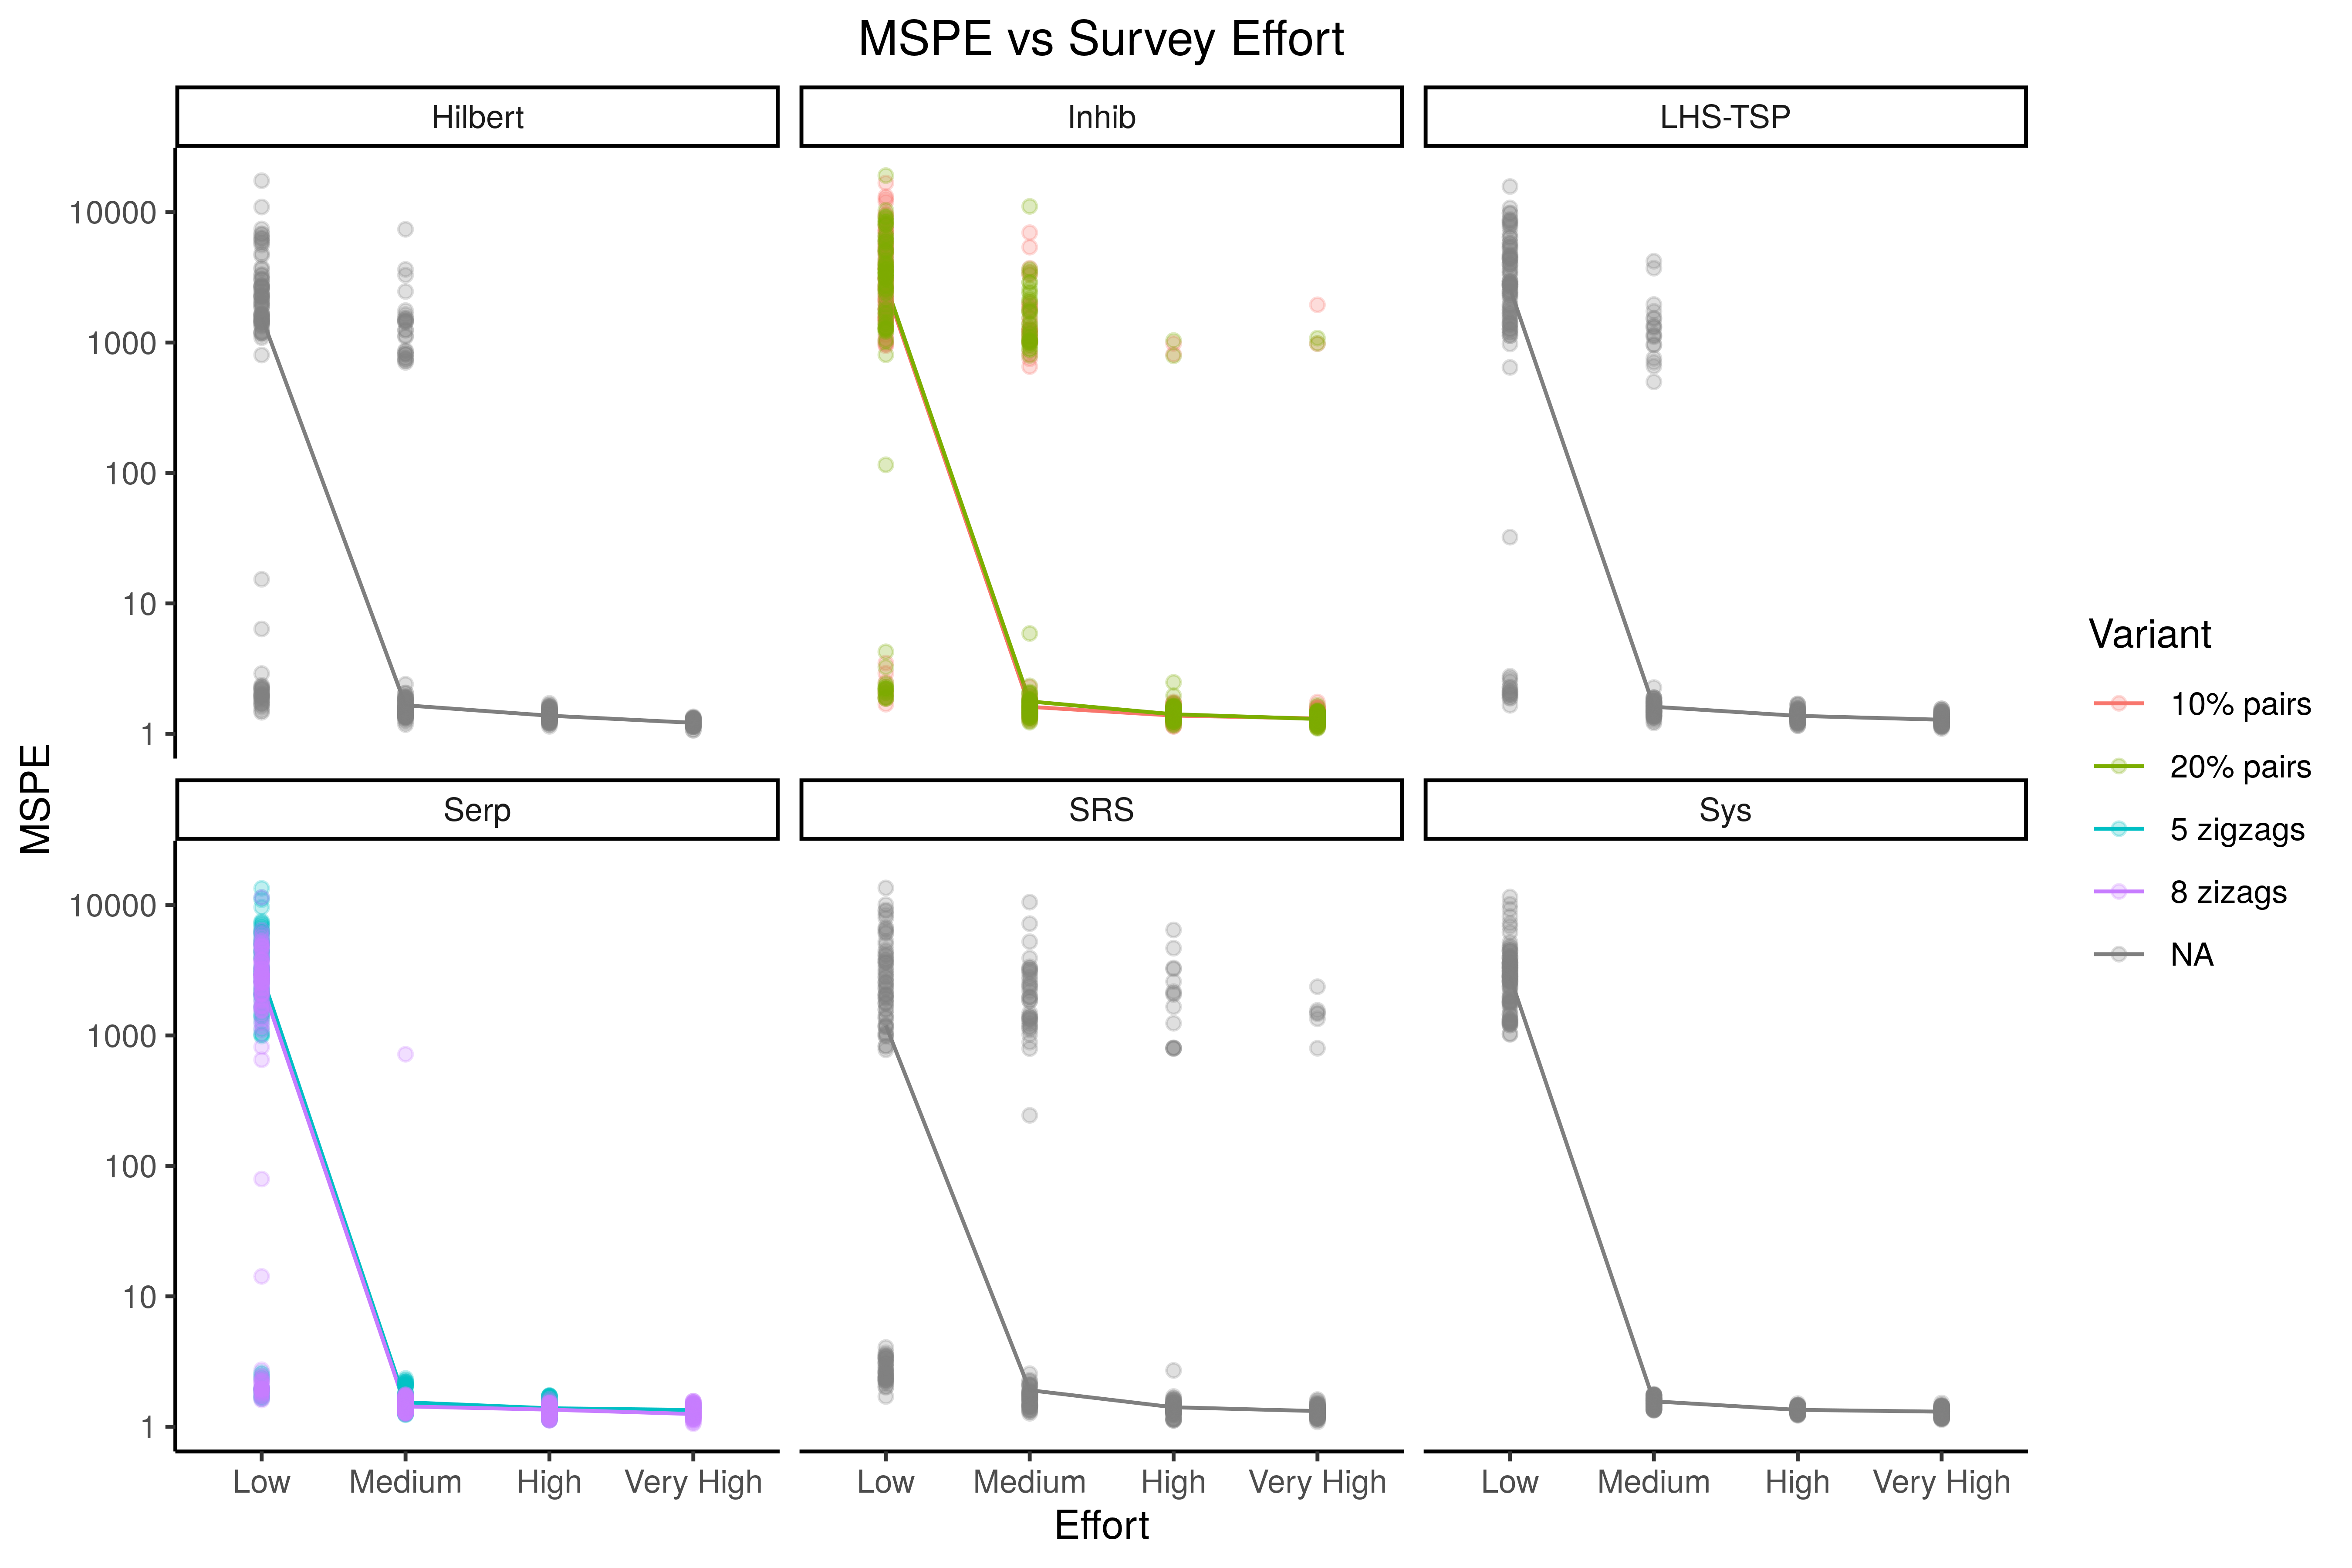 MSPE vs Survey Effort
Hilbert
Inhib
LHS-TSP
10000
1000
100
10
1
MSPE
Serp
SRS
Sys
10000
1000
100
10
1
Low
Medium
High
Very High
Low
Medium
High
Very High
Low
Medium
High
Very High
Effort
Variant
10% pairs
20% pairs
5 zigzags
8 zizags
NA